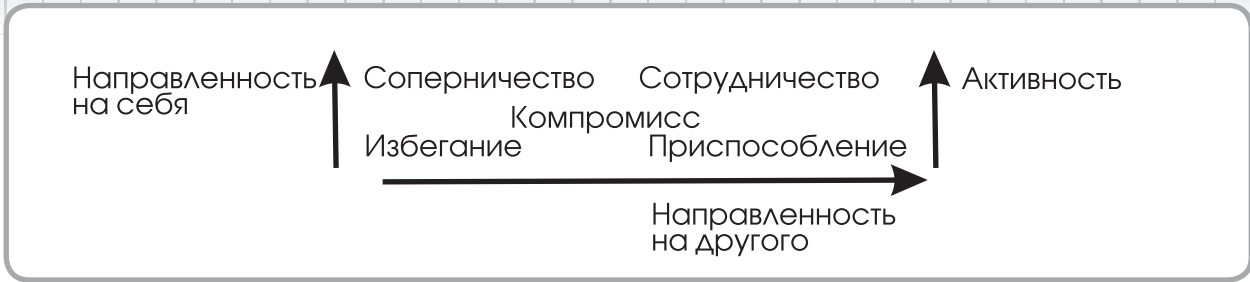 Направленность на себя
Соперничество
Сотрудничество
Активность
Компромисс
Избегание
Приспособление
Направленность
на другого